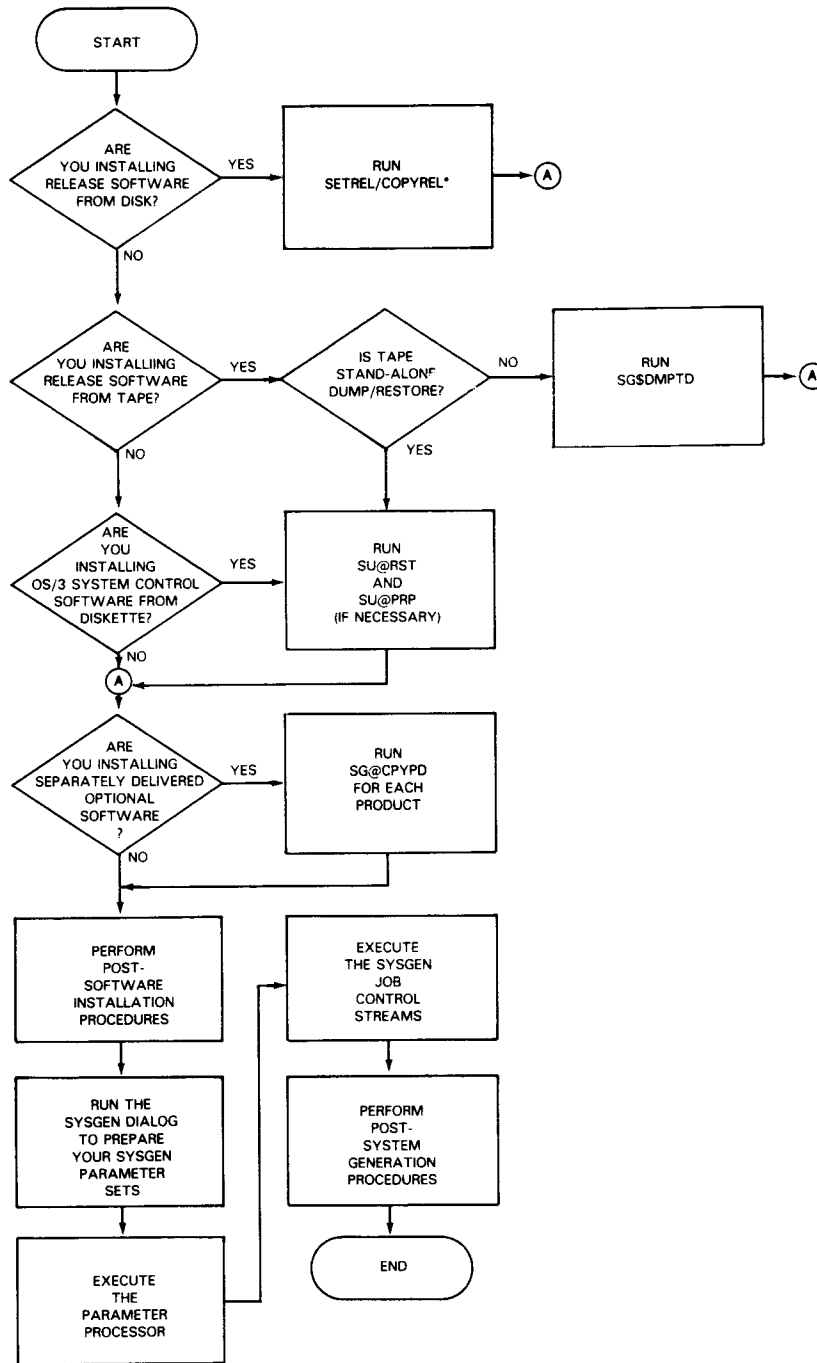 START
ARE
YOU INSTALLING
RELEASE SOFTWARE
FROM DISK?
YES
RUN
SETREL/COPYREL*
A
NO
ARE
YOU INSTALLING
RELEASE SOFTWARE
FROM TAPE?
YES
IS TAPE
STAND-ALONE
DUMP/RESTORE?
NO
RUN
SG$DMPTD
A
NO
YES
ARE
YOU
INSTALLING
OS/3 SYSTEM CONTROL
SOFTWARE FROM
DISKETTE?
YES
RUN
SU@RST
AND
SU@PRP
(IF NECESSARY)
NO
A
ARE
YOU INSTALLING
SEPARATELY DELIVERED
OPTIONAL
SOFTWARE
?
YES
RUN
SG@CPYPD
FOR EACH
PRODUCT
NO
PERFORM
POST-
SOFTWARE
INSTALLATION
PROCEDURES
RUN THE
SYSGEN DIALOG
TO PREPARE
YOUR SYSGEN
PARAMETER
SETS
EXECUTE
THE
PARAMETER
PROCESSOR
EXECUTE
THE SYSGEN
JOB
CONTROL
STREAMS
PERFORM
POST-
SYSTEM
GENERATION
PROCEDURES
END